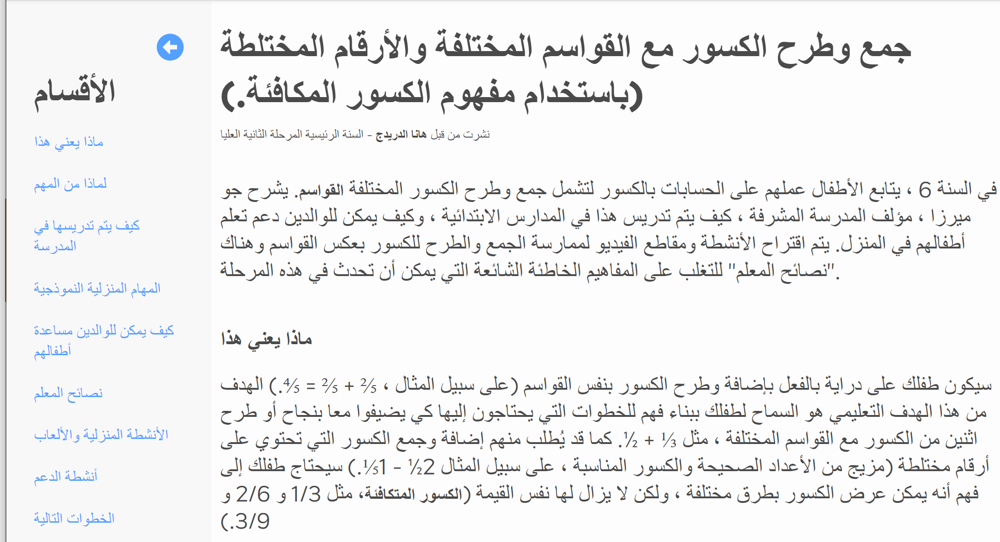 الأقسام
ماذا يعني هذا
لماذا من المهم
كيف يتم تدريسها في
المدرسة
المهام المنزلية النموذجية
كيف يمكن للوالدين مساعدة
أطفالهم
نصائح المعلم
الأنشطة المنزلية والألعاب
أنشطة الدعم
الخطوات التالية
جمع وطرح الكسور مع القواسم المختلفة والأرقام المختلطة
(باستخدام مفهوم الكسور المكافئة.)
نشرت من قبل هانا الدريدج - السنة الرئيسية المرحلة الثانية العليا
في السنة 6 ، يتابع الأطفال عملهم على الحسابات بالكسور لتشمل جمع وطرح الكسور المختلفة القواسم. يشرح جو
ميرزا ، مؤلف المدرسة المشرفة ، كيف يتم تدريس هذا في المدارس الابتدائية ، وكيف يمكن للوالدين دعم تعلم
أطفالهم في المنزل. يتم اقتراح الأنشطة ومقاطع الفيديو لممارسة الجمع والطرح للكسور بعكس القواسم وهناك
."نصائح المعلم" للتغلب على المفاهيم الخاطئة الشائعة التي يمكن أن تحدث في هذه المرحلة
ماذا يعني هذا
سيكون طفلك على دراية بالفعل بإضافة وطرح الكسور بنفس القواسم (على سبيل المثال ، ⅖ + ⅖ = ⅘.) الهدف
من هذا الهدف التعليمي هو السماح لطفلك ببناء فهم للخطوات التي يحتاجون إليها كي يضيفوا معا بنجاح أو طرح
اثنين من الكسور مع القواسم المختلفة ، مثل ⅓ + ½. كما قد يُطلب منهم إضافة وجمع الكسور التي تحتوي على
أرقام مختلطة (مزيج من الأعداد الصحيحة والكسور المناسبة ، على سبيل المثال 2½ - 1⅕.) سيحتاج طفلك إلى
فهم أنه يمكن عرض الكسور بطرق مختلفة ، ولكن لا يزال لها نفس القيمة (الكسور المتكافئة، مثل 1/3 و 2/6 و
3/9.)